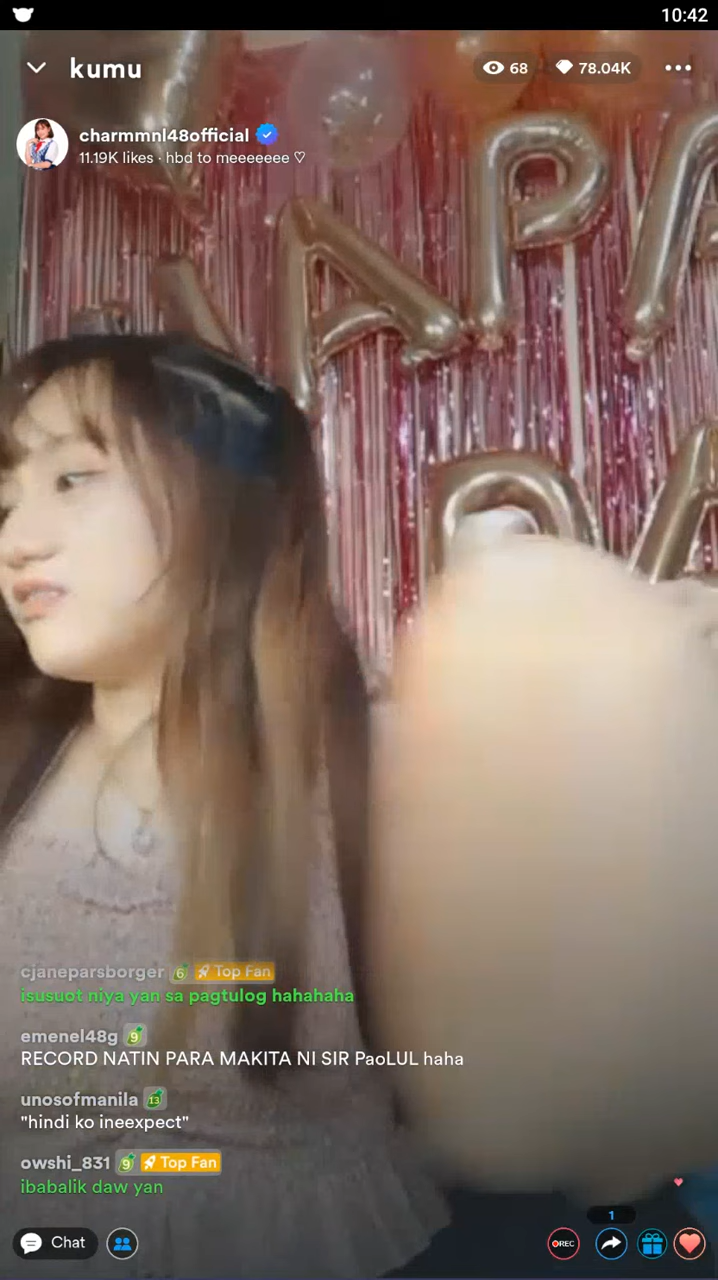 10:42
kumu
68
78.04K
charmmnl48official
11.19K likes · hbd to meeeeeee ♡
APA
cjaneparsborger 6 Top Fan
isusuot niya yan sa pagtulog hahahaha
emenel48g 9
RECORD NATIN PARA MAKITA NI SIR PaoLUL haha
unosofmanila 13
"hindi ko ineexpect"
owshi_831 9 Top Fan
ibabalik daw yan
1
Chat
REC